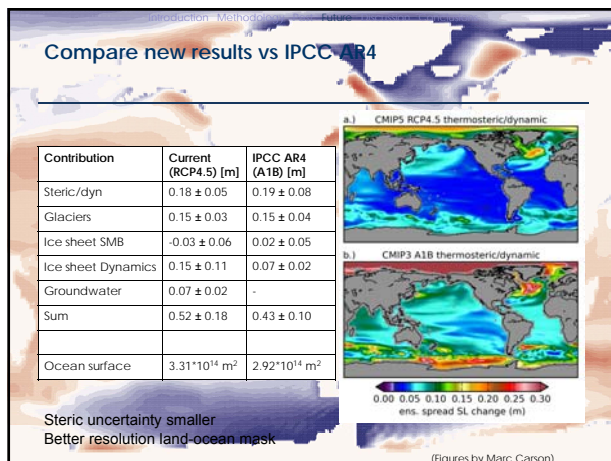 Introduction Methodology Past Future Discussion Conclusion
Compare new results vs IPCC AR4
Contribution Current (RCP4.5) [m] IPCC AR4 (A1B) [m]
Steric/dyn 0.18 ± 0.05 0.19 ± 0.08
Glaciers 0.15 ± 0.03 0.15 ± 0.04
Ice sheet SMB -0.03 ± 0.06 0.02 ± 0.05
Ice sheet Dynamics 0.15 ± 0.11 0.07 ± 0.02
Groundwater 0.07 ± 0.02 -
Sum 0.52 ± 0.18 0.43 ± 0.10
Ocean surface 3.31*10¹⁴ m² 2.92*10¹⁴ m²
Steric uncertainty smaller
Better resolution land-ocean mask
a.) CMIP5 RCP4.5 thermosteric/dynamic
b.) CMIP3 A1B thermosteric/dynamic
0.00 0.05 0.10 0.15 0.20 0.25 0.30
ens. spread SL change (m)
(Figures by Marc Carson)